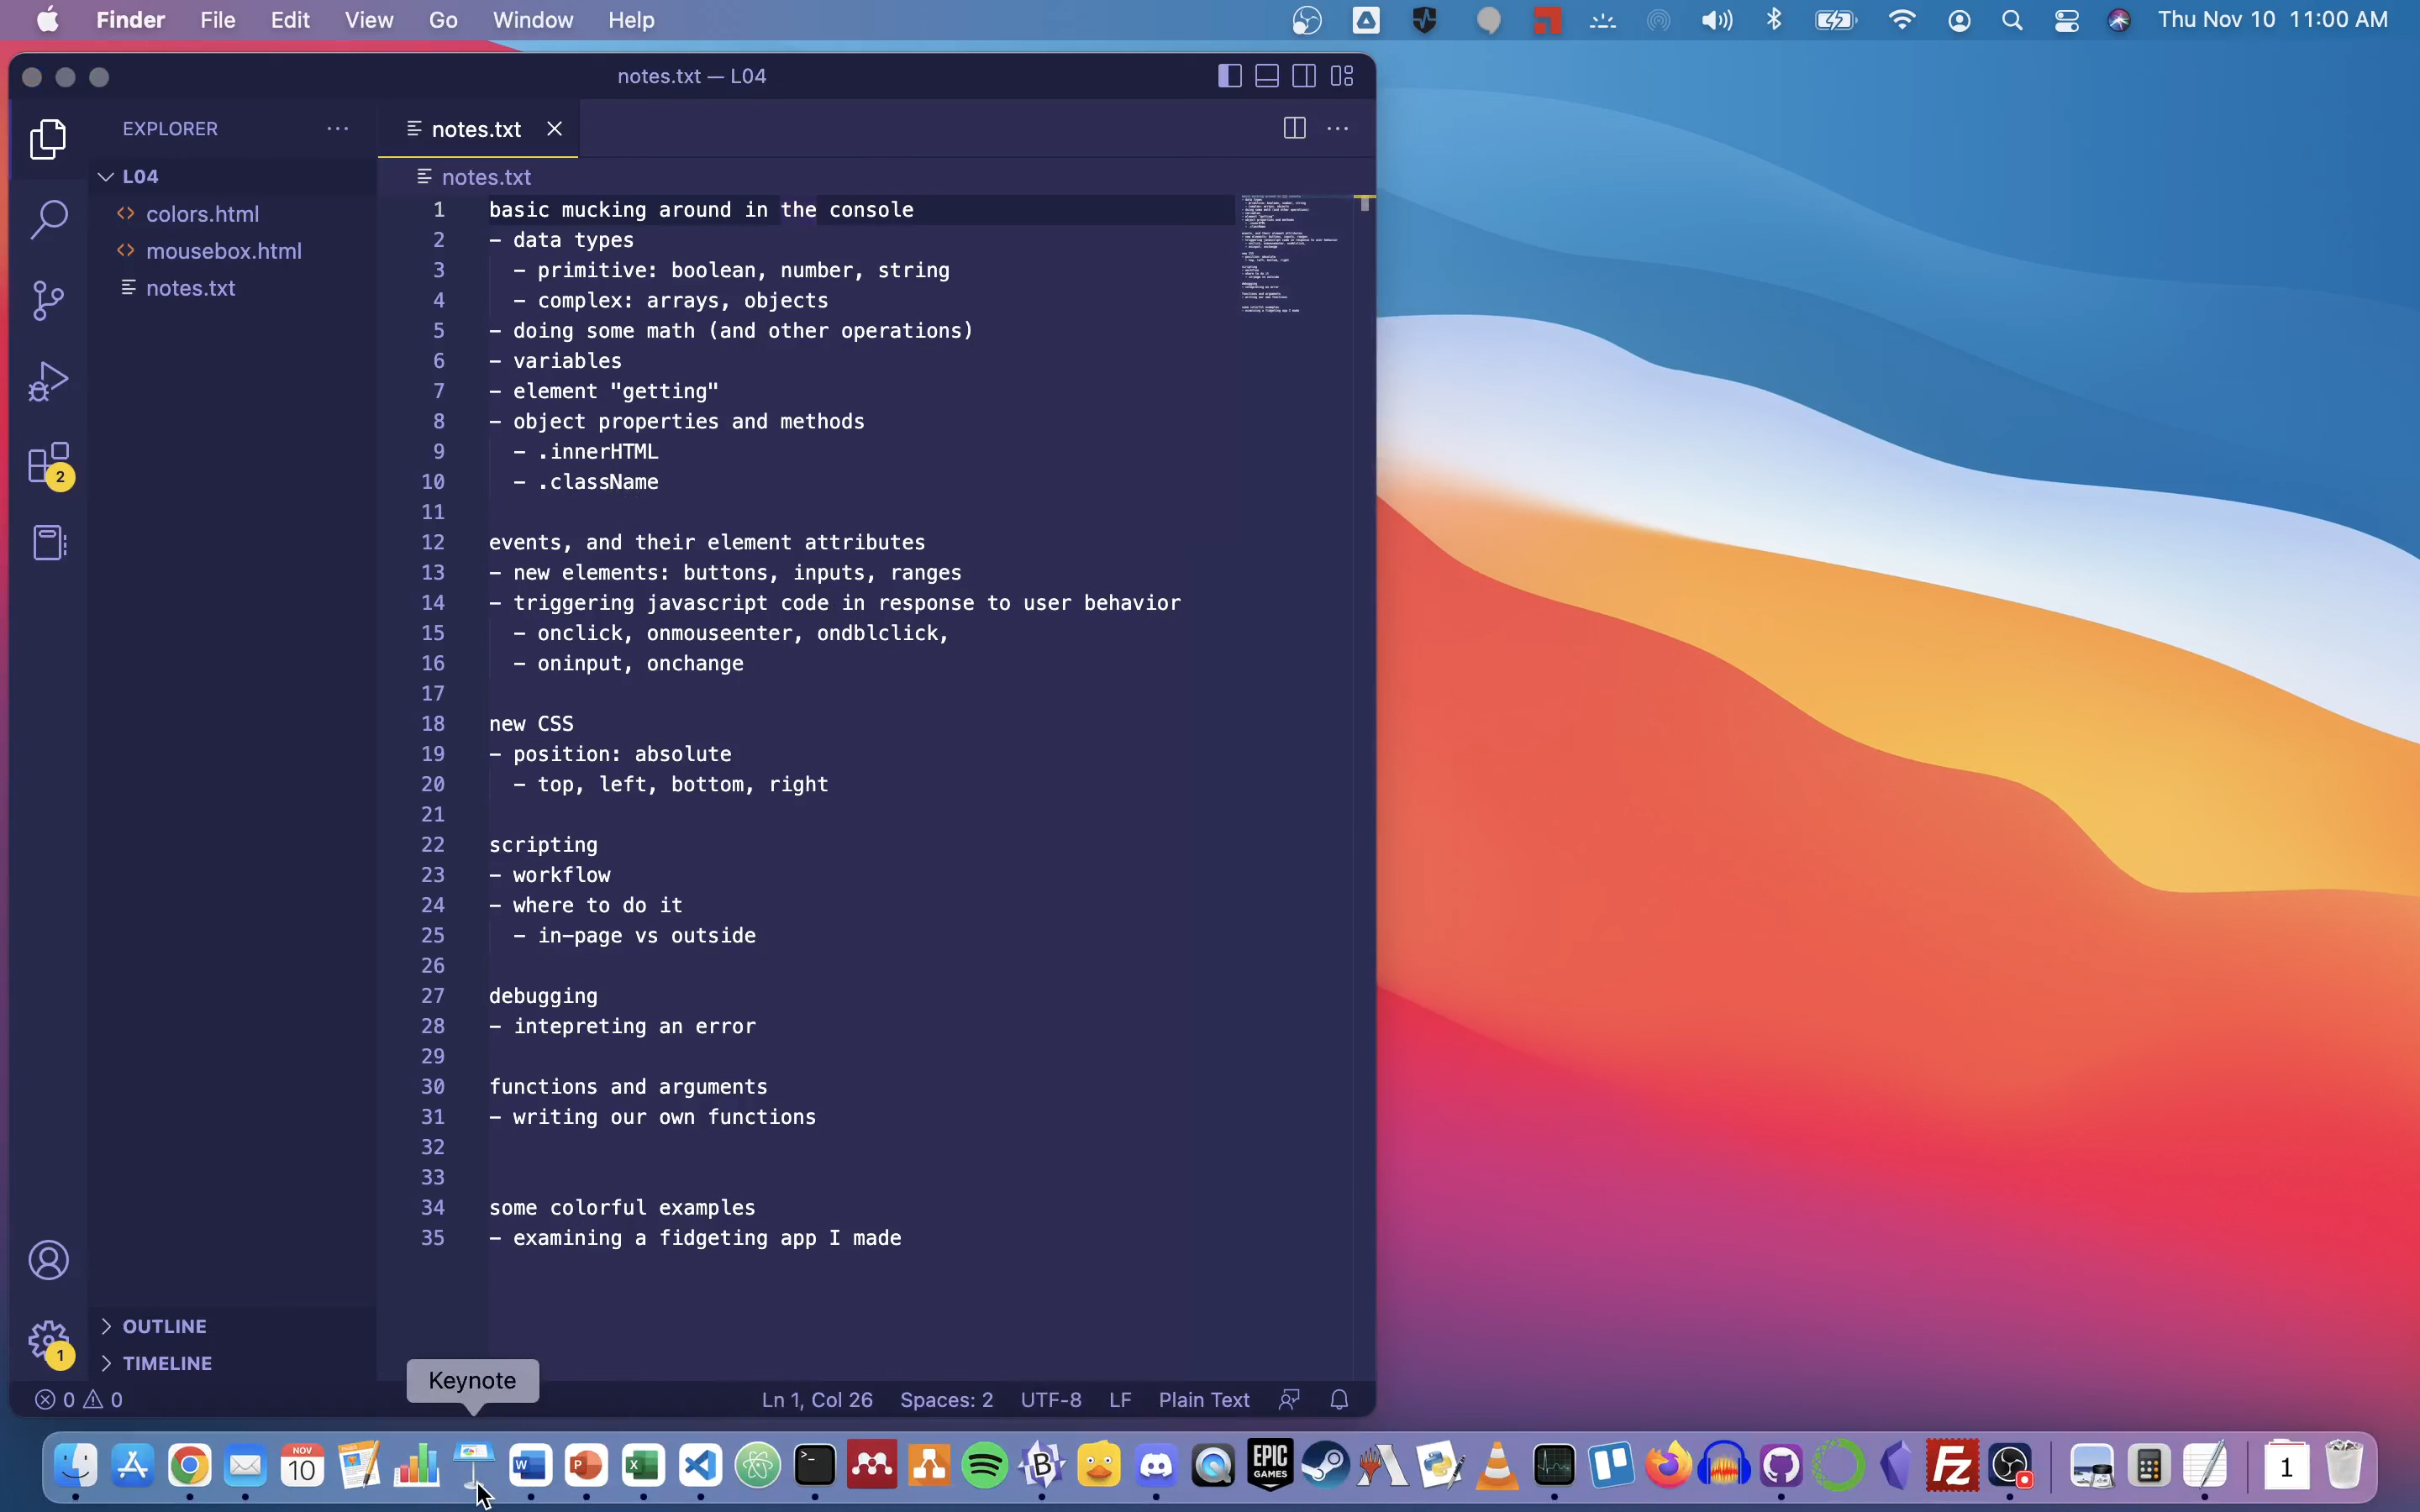 Finder File Edit View Go Window Help Thu Nov 10 11:00 AM
notes.txt — L04
EXPLORER
notes.txt
L04
notes.txt
colors.html
mousebox.html
notes.txt
1 basic mucking around in the console
2 - data types
3 - primitive: boolean, number, string
4 - complex: arrays, objects
5 - doing some math (and other operations)
6 - variables
7 - element "getting"
8 - object properties and methods
9 - .innerHTML
10 - .className
11
12 events, and their element attributes
13 - new elements: buttons, inputs, ranges
14 - triggering javascript code in response to user behavior
15 - onclick, onmouseenter, ondblclick,
16 - oninput, onchange
17
18 new CSS
19 - position: absolute
20 - top, left, bottom, right
21
22 scripting
23 - workflow
24 - where to do it
25 - in-page vs outside
26
27 debugging
28 - intepreting an error
29
30 functions and arguments
31 - writing our own functions
32
33
34 some colorful examples
35 - examining a fidgeting app I made
2
1
OUTLINE
TIMELINE
Keynote
0 0 Ln 1, Col 26 Spaces: 2 UTF-8 LF Plain Text
NOV
10
W
P
X
>_
B
EPIC
GAMES
FZ
1